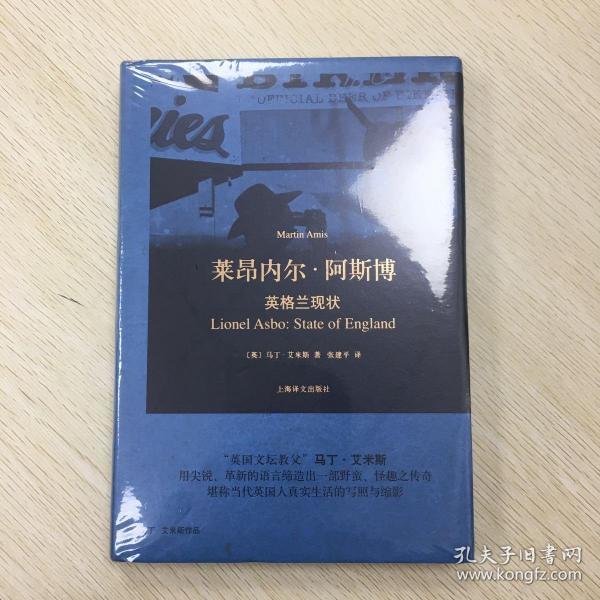 OFFICIAL BEER OF
Martin Amis
莱昂内尔·阿斯博
英格兰现状
Lionel Asbo: State of England
〔英〕马丁·艾米斯 著 张建平 译
上海译文出版社
“英国文坛教父”马丁·艾米斯
用尖锐、革新的语言缔造出一部野蛮、怪趣之传奇
堪称当代英国人真实生活的写照与缩影
丁·艾米斯作品
孔夫子旧书网
www.kongfz.com